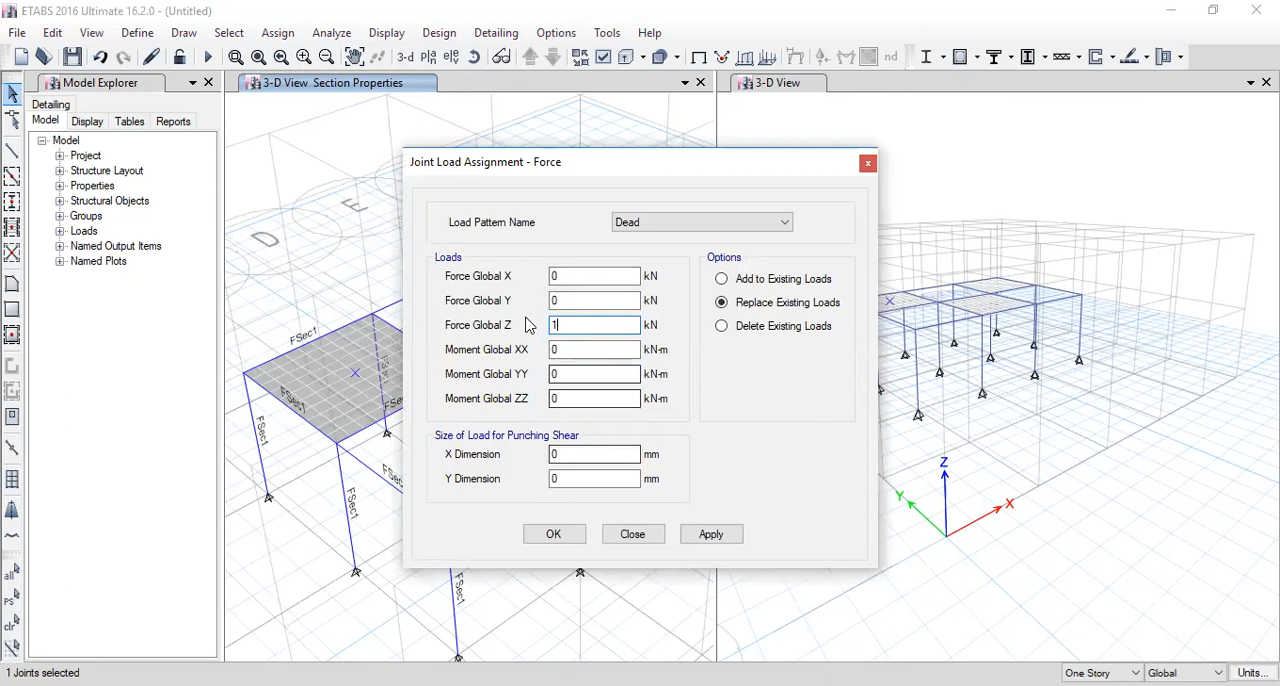 ETABS 2016 Ultimate 16.2.0 - (Untitled)
File Edit View Define Draw Select Assign Analyze Display Design Detailing Options Tools Help
3-d nd
Model Explorer
3-D View Section Properties
3-D View
Detailing
Model Display Tables Reports
Model
Project
Structure Layout
Properties
Structural Objects
Groups
Loads
Named Output Items
Named Plots
Joint Load Assignment - Force
Load Pattern Name Dead
Loads
Force Global X 0 kN
Force Global Y 0 kN
Force Global Z 1 kN
Moment Global XX 0 kN-m
Moment Global YY 0 kN-m
Moment Global ZZ 0 kN-m
Options
Add to Existing Loads
Replace Existing Loads
Delete Existing Loads
Size of Load for Punching Shear
X Dimension 0 mm
Y Dimension 0 mm
OK Close Apply
D E
FSec1
FSec1
FSec1
FSec1
FSec1
Z
Y
X
all
PS
clr
1 Joints selected
One Story Global Units...